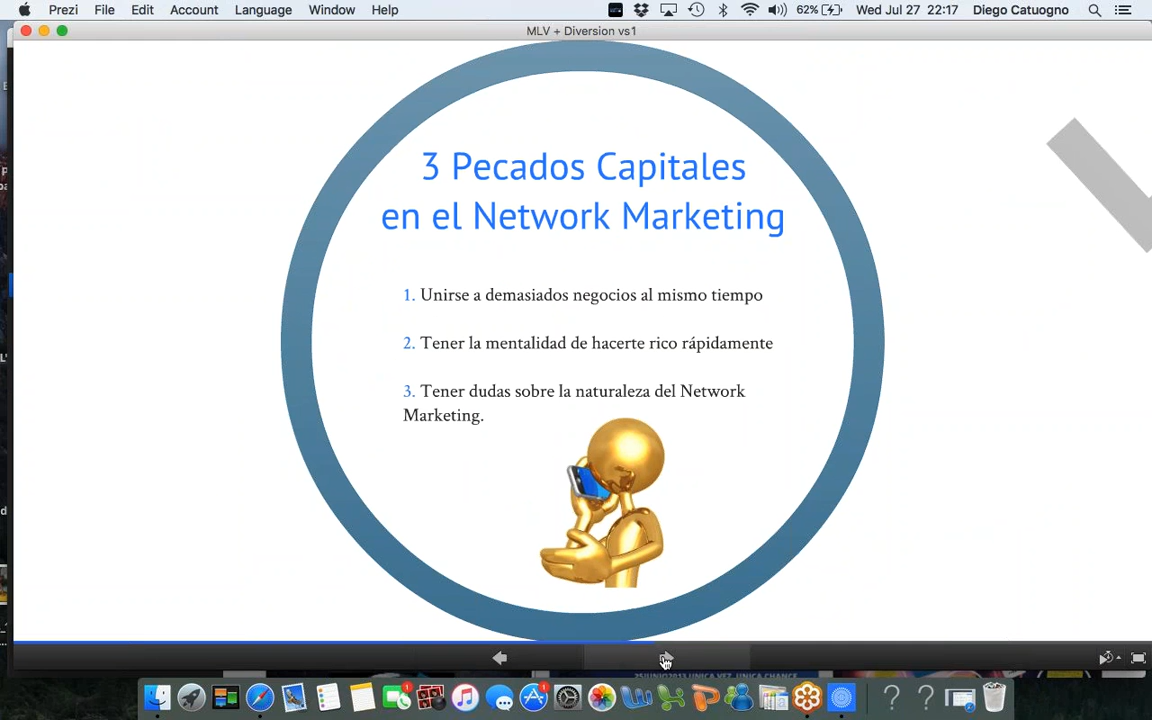 Prezi File Edit Account Language Window Help 62% Wed Jul 27 22:17 Diego Catuogno
MLV + Diversion vs1
3 Pecados Capitales
en el Network Marketing
1. Unirse a demasiados negocios al mismo tiempo
2. Tener la mentalidad de hacerte rico rápidamente
3. Tener dudas sobre la naturaleza del Network
Marketing.